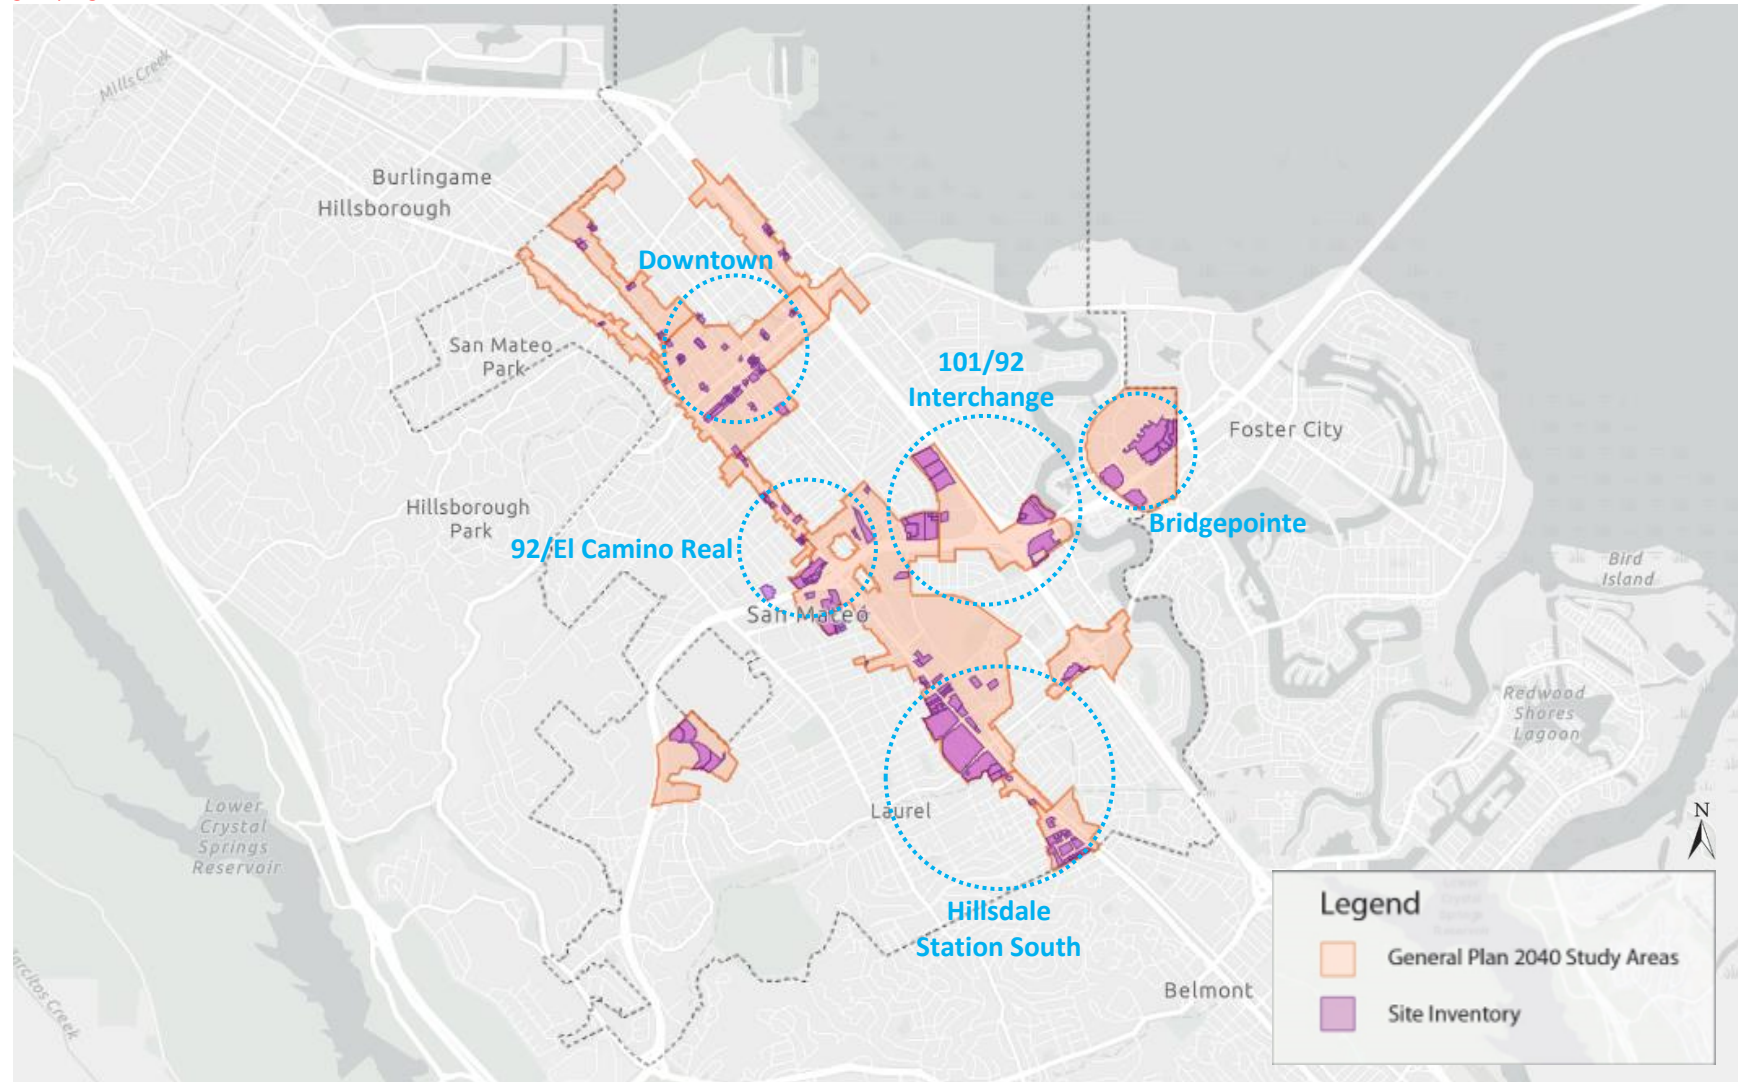 Mills Creek
Burlingame
Hillsborough
Downtown
San Mateo
Park
101/92
Interchange
Foster City
Hillsborough
Park
92/El Camino Real
Bridgepointe
Bird
Island
San Mateo
Redwood
Shores
Lagoon
Lower
Crystal
Springs
Reservoir
Laurel
N
Hillsdale
Station South
Legend
General Plan 2040 Study Areas
Site Inventory
Belmont
Creek